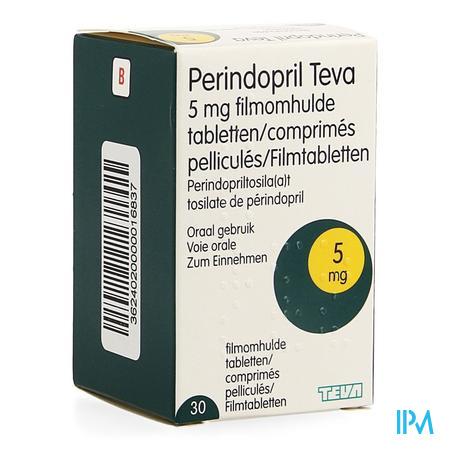 Perindopril Teva
5 mg filmomhulde
tabletten/comprimés
pelliculés/Filmtabletten
Perindopriltosila(a)t
tosilate de périndopril
Oraal gebruik
Voie orale
Zum Einnehmen
5
mg
filmomhulde
tabletten/
comprimés
pelliculés/
Filmtabletten
30
TEVA
B
3624020000016837
IPM